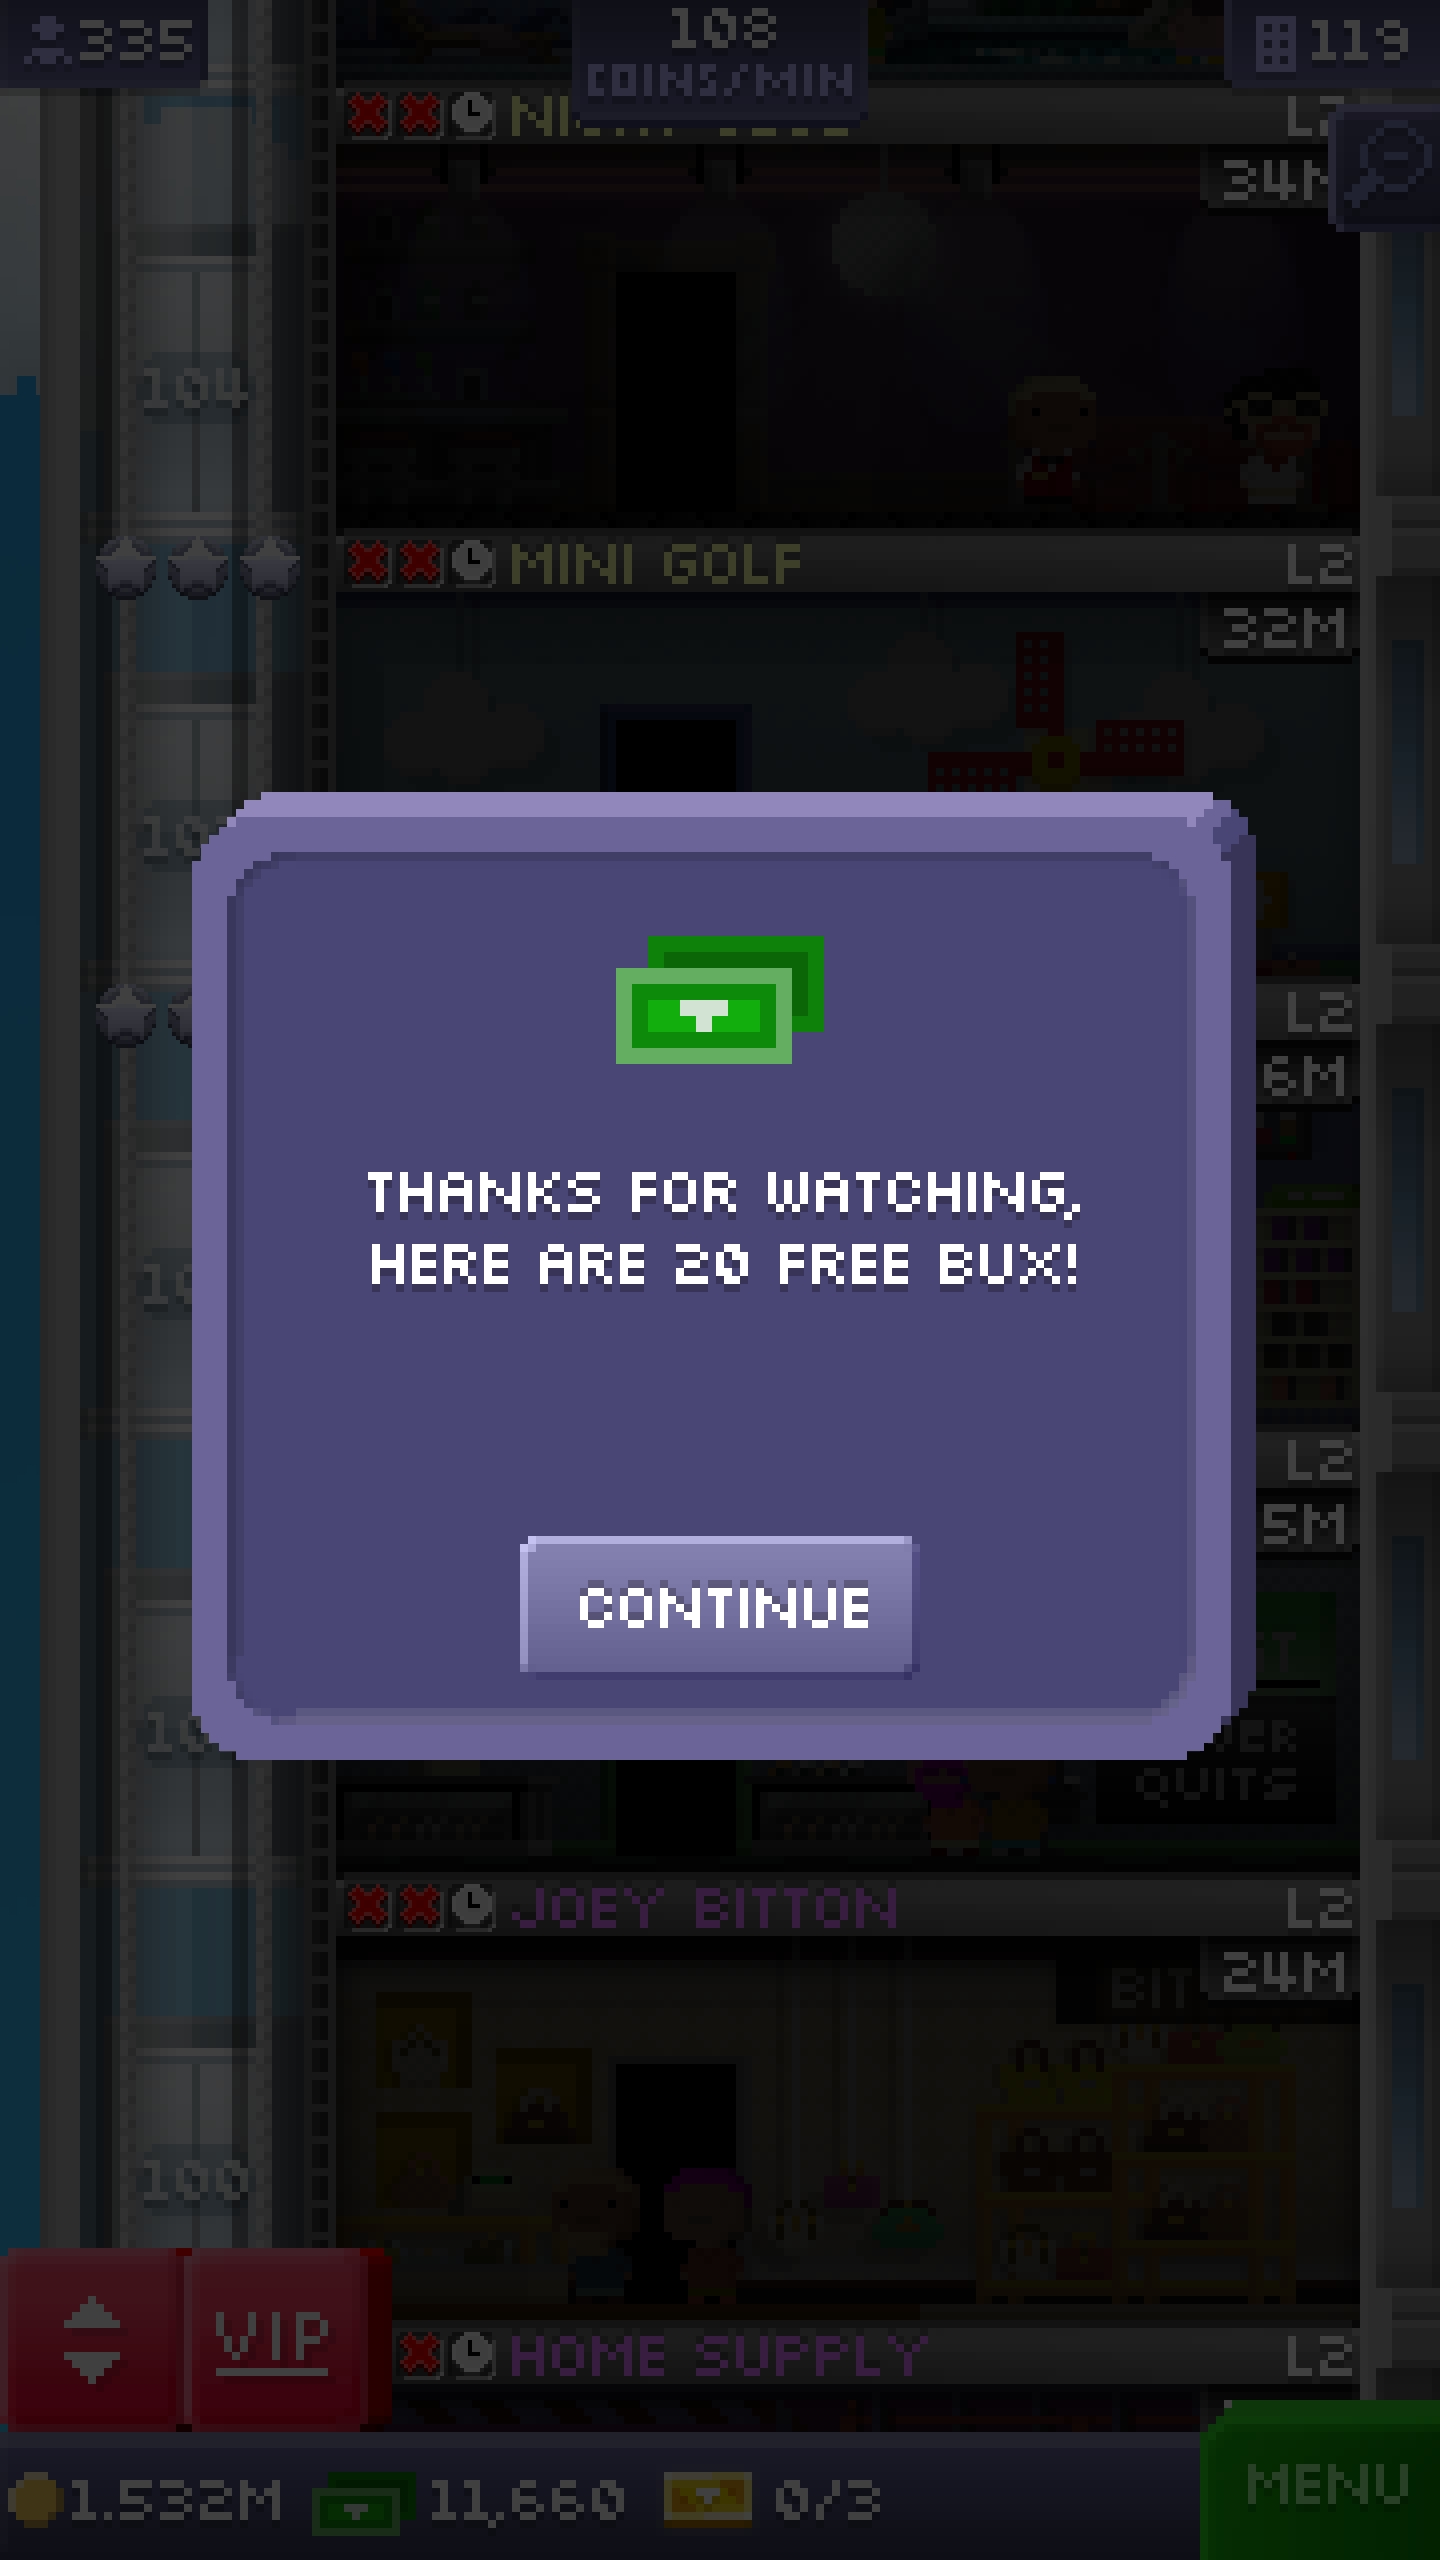 335
108
COINS/MIN
119
L2
34M
104
MINI GOLF
L2
32M
L2
6M
THANKS FOR WATCHING,
HERE ARE 20 FREE BUX!
L2
5M
CONTINUE
QUITS
JOEY BITTON
L2
24M
BIT
100
VIP
HOME SUPPLY
L2
1.532M
11,660
0/3
MENU